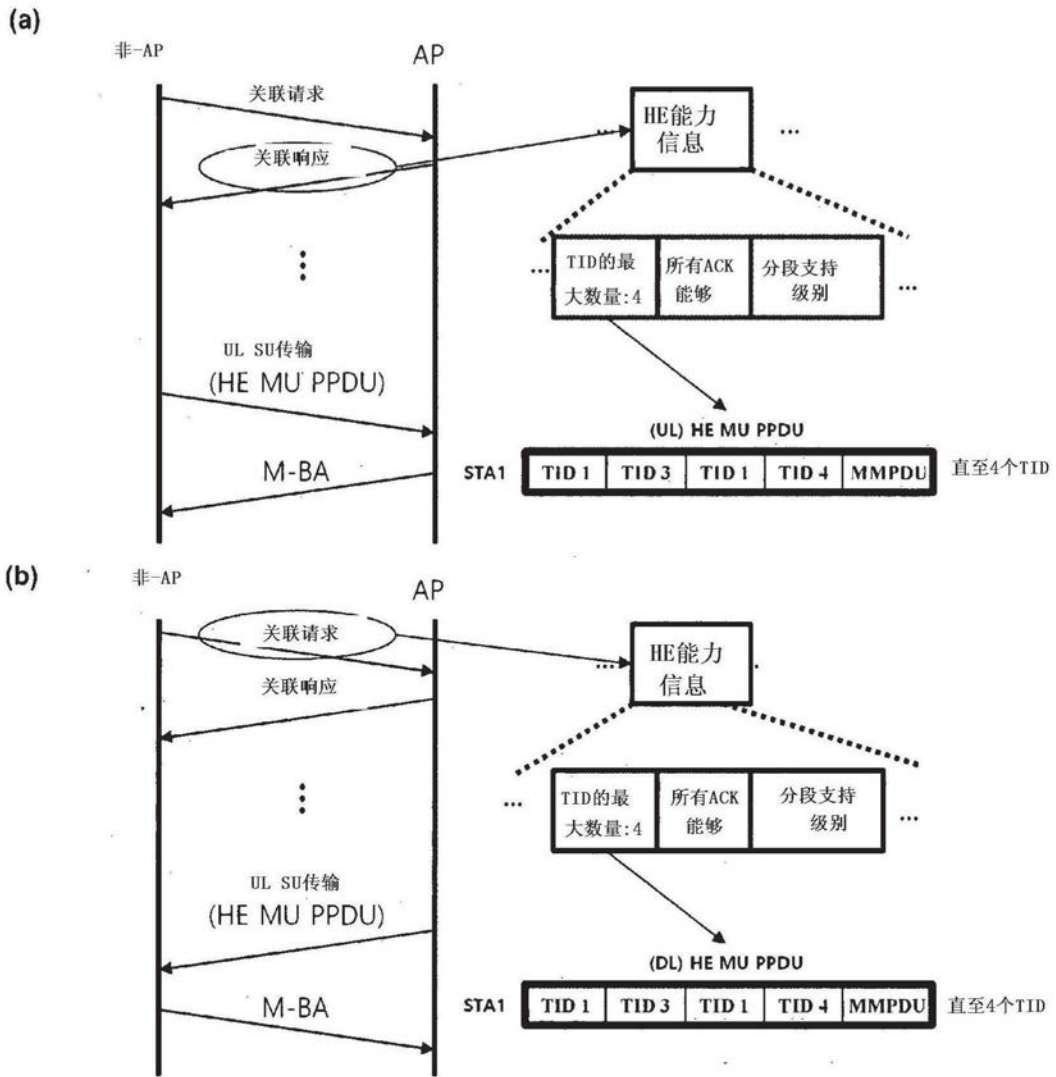 (a)
非-AP
AP
关联请求
关联响应
...
HE能力
信息
...
...
TID的最
大数量:4
所有ACK
能够
分段支持
级别
...
UL SU传输
(HE MU PPDU)
M-BA
(UL) HE MU PPDU
STA1
TID 1
TID 3
TID 1
TID 4
MMPDU
直至4个TID
(b)
非-AP
AP
关联请求
关联响应
...
HE能力
信息
...
TID的最
大数量:4
所有ACK
能够
分段支持
级别
...
UL SU传输
(HE MU PPDU)
M-BA
(DL) HE MU PPDU
STA1
TID 1
TID 3
TID 1
TID 4
MMPDU
直至4个TID